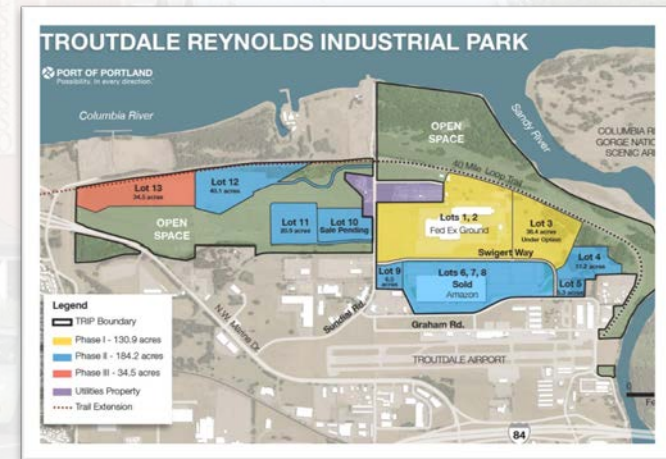 TROUTDALE REYNOLDS INDUSTRIAL PARK
PORT OF PORTLAND
Possibility. In every direction.
Columbia River
Sandy River
OPEN
SPACE
COLUMBIA RI
GORGE NATIO
SCENIC ARE
40 Mile Loop Trail
Lot 13
34.5 acres
Lot 12
Lot 11
Lot 10
Sale Pending
OPEN
SPACE
Lots 1, 2
Fed Ex Ground
Lot 3
Under Option
Swigert Way
Lot 4
Lot 5
Lot 9
Lots 6, 7, 8
Sold
Amazon
Sundial Rd.
N.W. Marine Dr
Graham Rd.
TROUTDALE AIRPORT
Legend
TRIP Boundary
Phase I - 130.9 acres
Phase II - 184.2 acres
Phase III - 34.5 acres
Utilities Property
Trail Extension
84
0
Fe